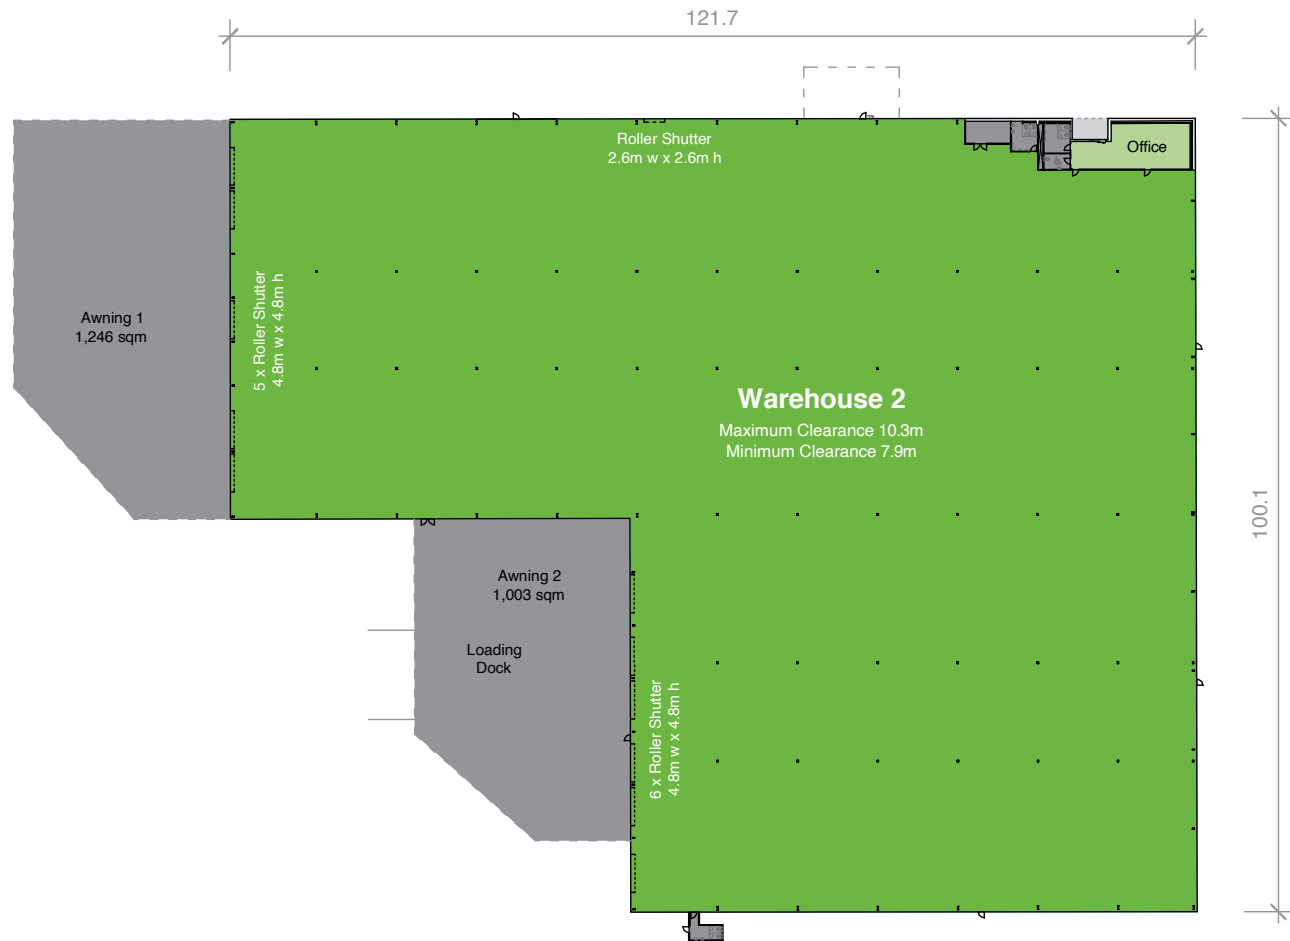 121.7
Roller Shutter
2.6m w x 2.6m h
Office
Awning 1
1,246 sqm
5 x Roller Shutter
4.8m w x 4.8m h
Warehouse 2
Maximum Clearance 10.3m
Minimum Clearance 7.9m
100.1
Awning 2
1,003 sqm
Loading
Dock
6 x Roller Shutter
4.8m w x 4.8m h